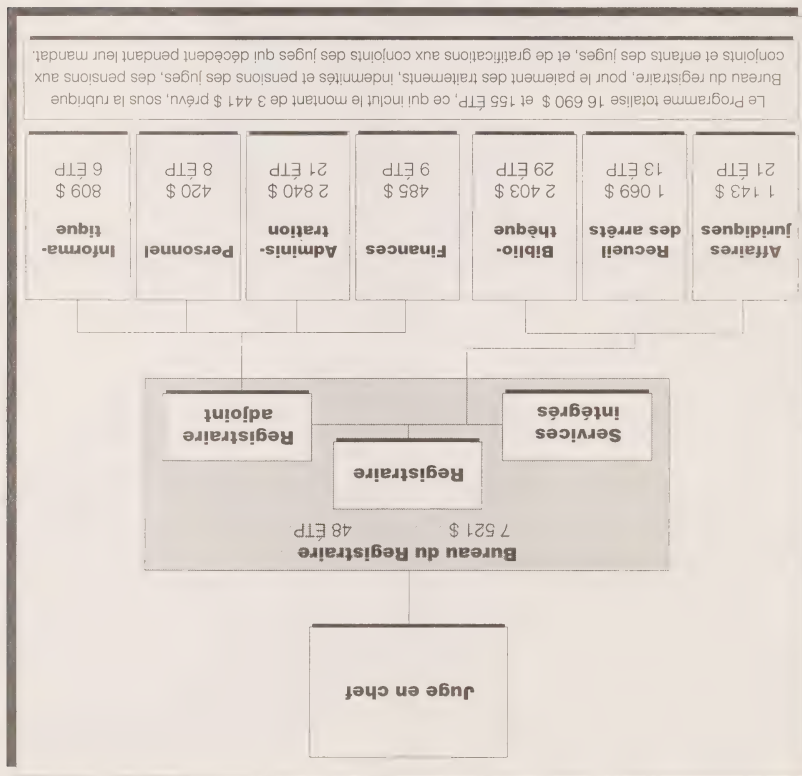 Juge en chef
Bureau du Registraire
7 521 $ 48 ÉTP
Registraire
Services
intégrés
Registraire
adjoint
Affaires
juridiques
1 143 $
21 ÉTP
Recueil
des arrêts
1 069 $
13 ÉTP
Biblio-
thèque
2 403 $
29 ÉTP
Finances
485 $
9 ÉTP
Adminis-
tration
2 840 $
21 ÉTP
Personnel
420 $
8 ÉTP
Informa-
tique
809 $
6 ÉTP
Le Programme totalise 16 690 $ et 155 ÉTP, ce qui inclut le montant de 3 441 $ prévu, sous la rubrique
Bureau du registraire, pour le paiement des traitements, indemnités et pensions des juges, des pensions aux
conjoints et enfants des juges, et de gratifications aux conjoints des juges qui décèdent pendant leur mandat.